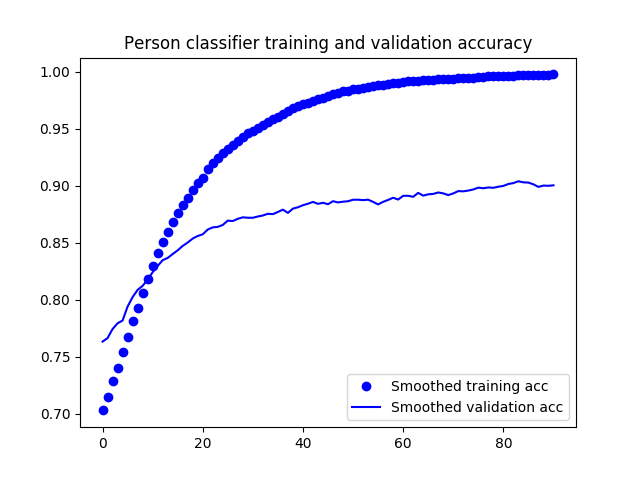 Person classifier training and validation accuracy
1.00
0.95
0.90
0.85
0.80
0.75
0.70
Smoothed training acc
Smoothed validation acc
0 20 40 60 80